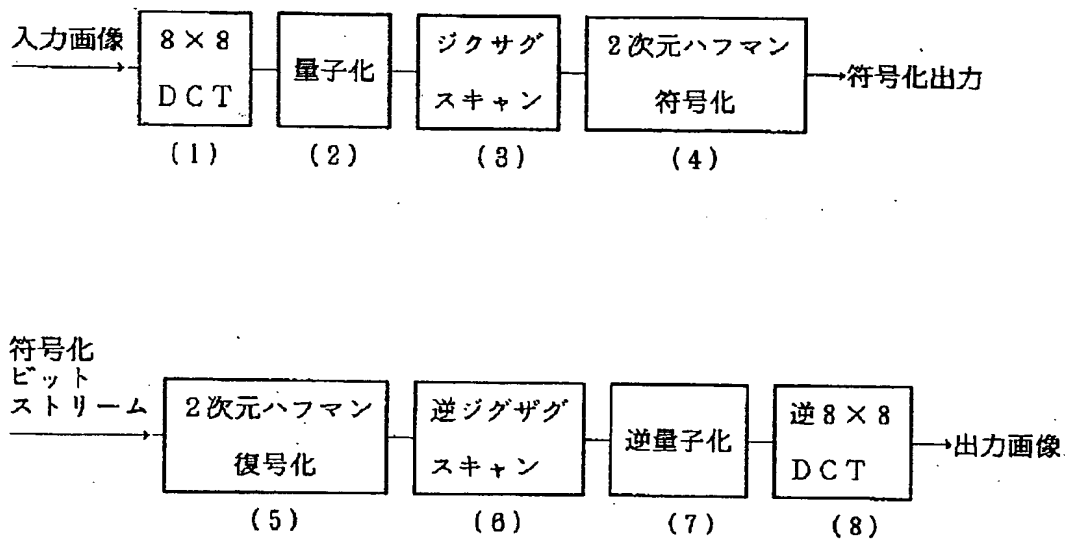 入力画像
8×8
DCT
(1)
量子化
(2)
ジクサグ
スキャン
(3)
2次元ハフマン
符号化
(4)
符号化出力
符号化
ビット
ストリーム
2次元ハフマン
復号化
(5)
逆ジグザグ
スキャン
(6)
逆量子化
(7)
逆8×8
DCT
(8)
出力画像